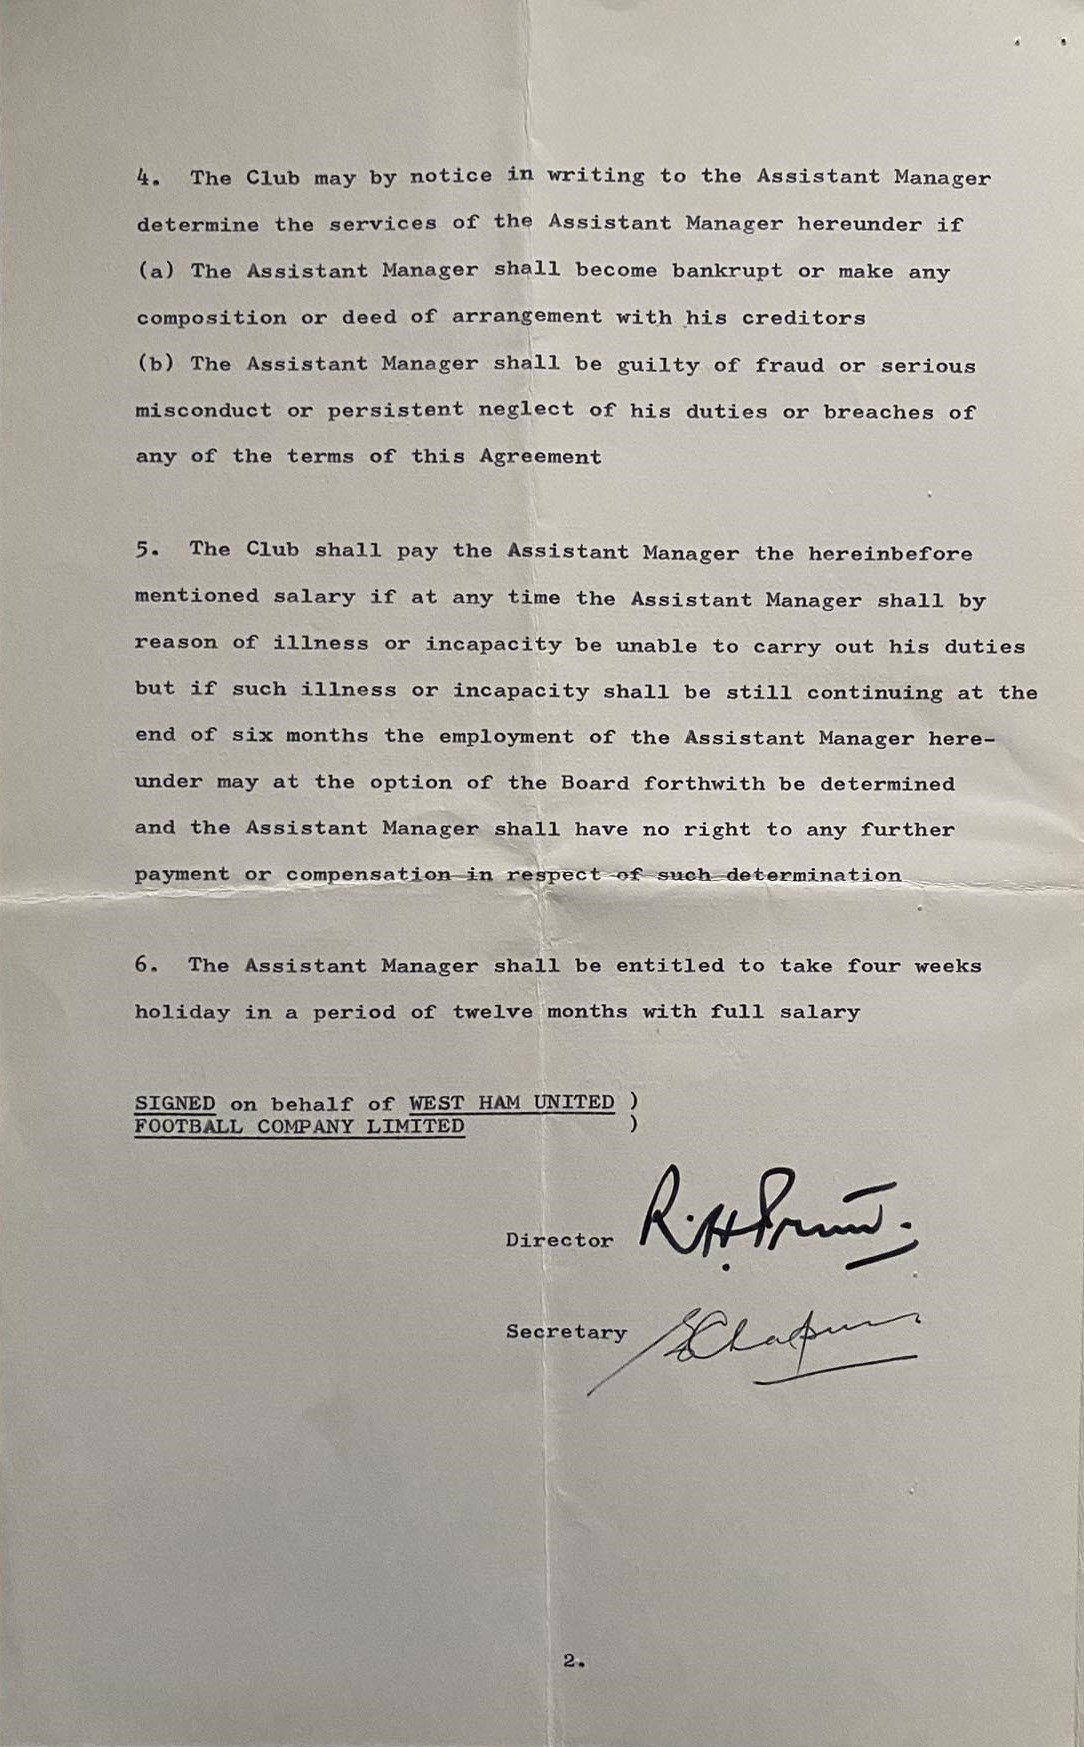 4. The Club may by notice in writing to the Assistant Manager
determine the services of the Assistant Manager hereunder if
(a) The Assistant Manager shall become bankrupt or make any
composition or deed of arrangement with his creditors
(b) The Assistant Manager shall be guilty of fraud or serious
misconduct or persistent neglect of his duties or breaches of
any of the terms of this Agreement
5. The Club shall pay the Assistant Manager the hereinbefore
mentioned salary if at any time the Assistant Manager shall by
reason of illness or incapacity be unable to carry out his duties
but if such illness or incapacity shall be still continuing at the
end of six months the employment of the Assistant Manager here-
under may at the option of the Board forthwith be determined
and the Assistant Manager shall have no right to any further
payment or compensation in respect of such determination
6. The Assistant Manager shall be entitled to take four weeks
holiday in a period of twelve months with full salary
SIGNED on behalf of WEST HAM UNITED )
FOOTBALL COMPANY LIMITED )
Director R.H.
Secretary
2.